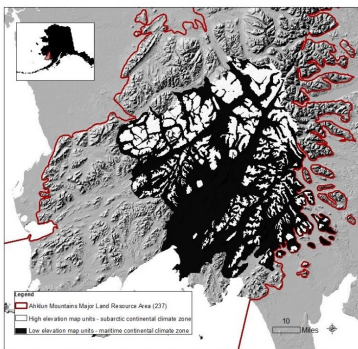 Legend
Ahklun Mountains Major Land Resource Area (237)
High elevation map units - subarctic continental climate zone
Low elevation map units - maritime continental climate zone
10
Miles